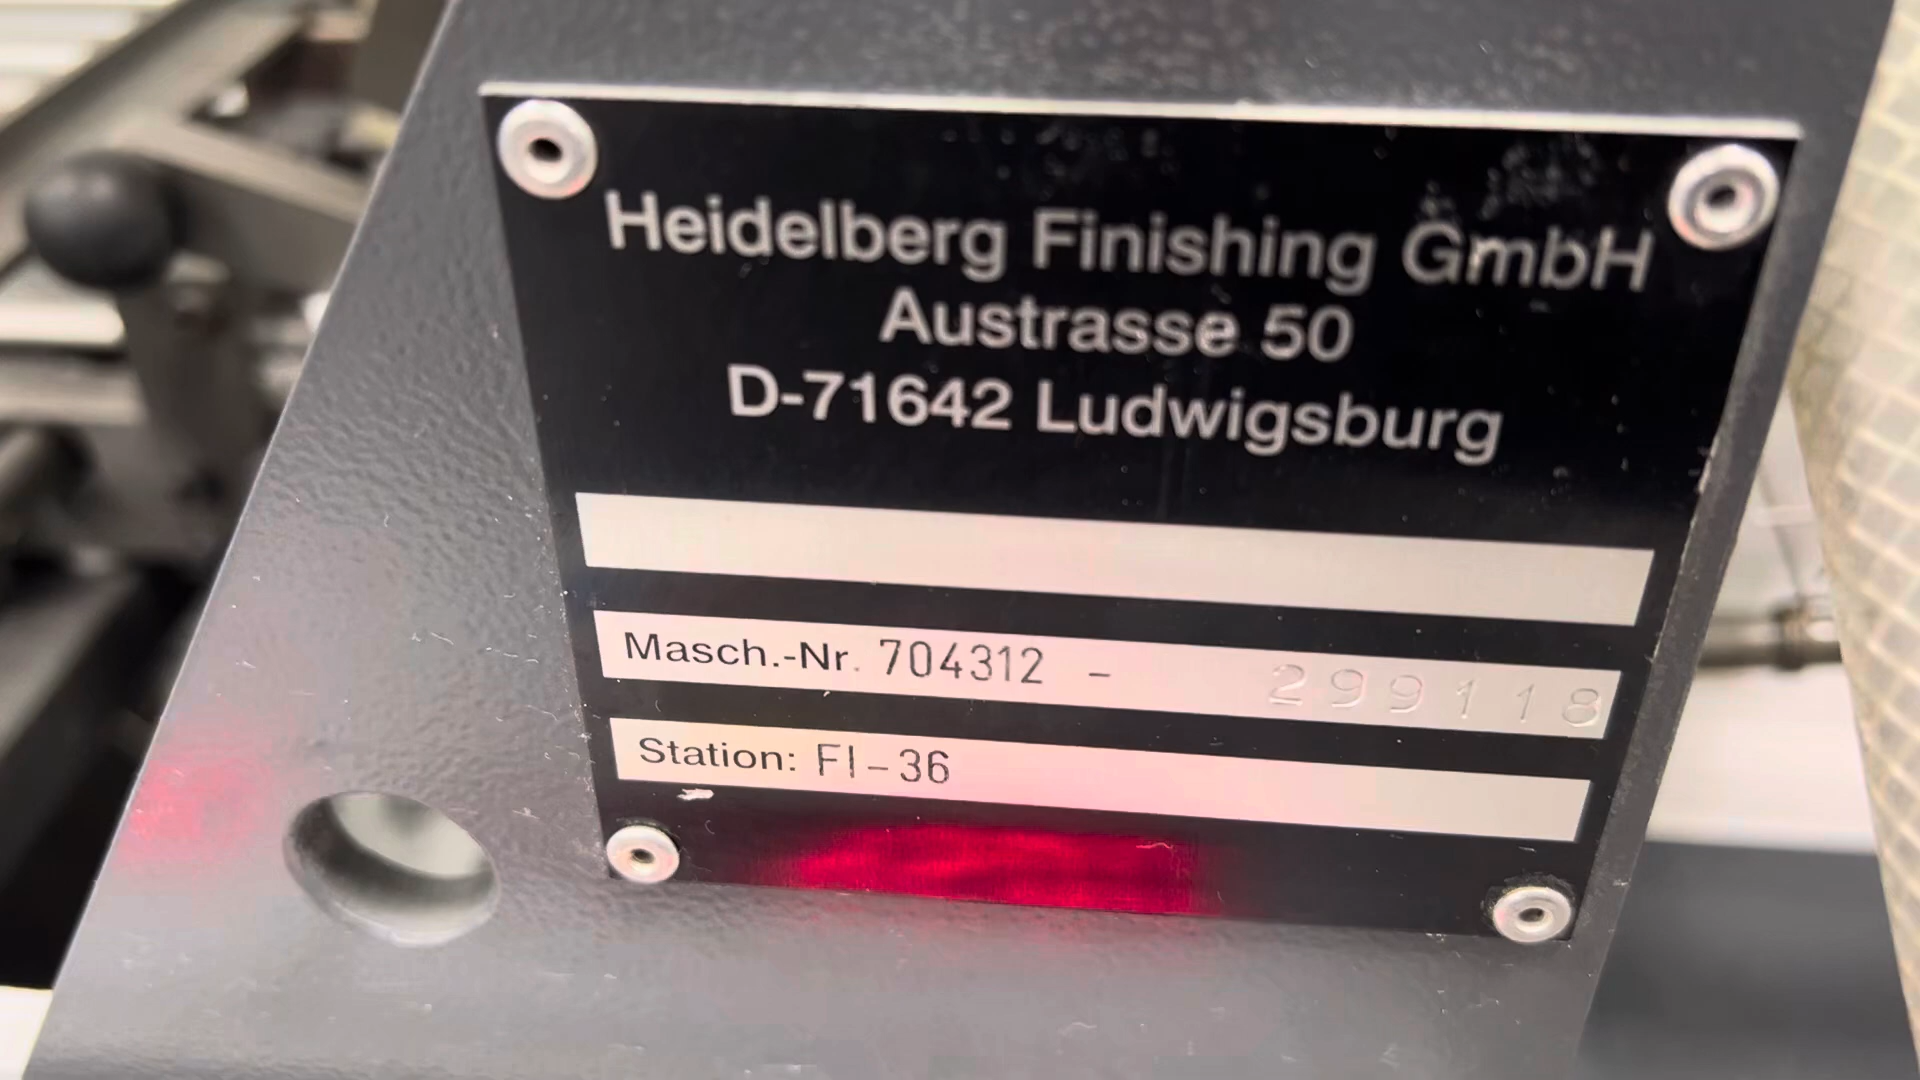 Heidelberg Finishing GmbH
Austrasse 50
D-71642 Ludwigsburg
Masch.-Nr. 704312 - 299118
Station: FI-36